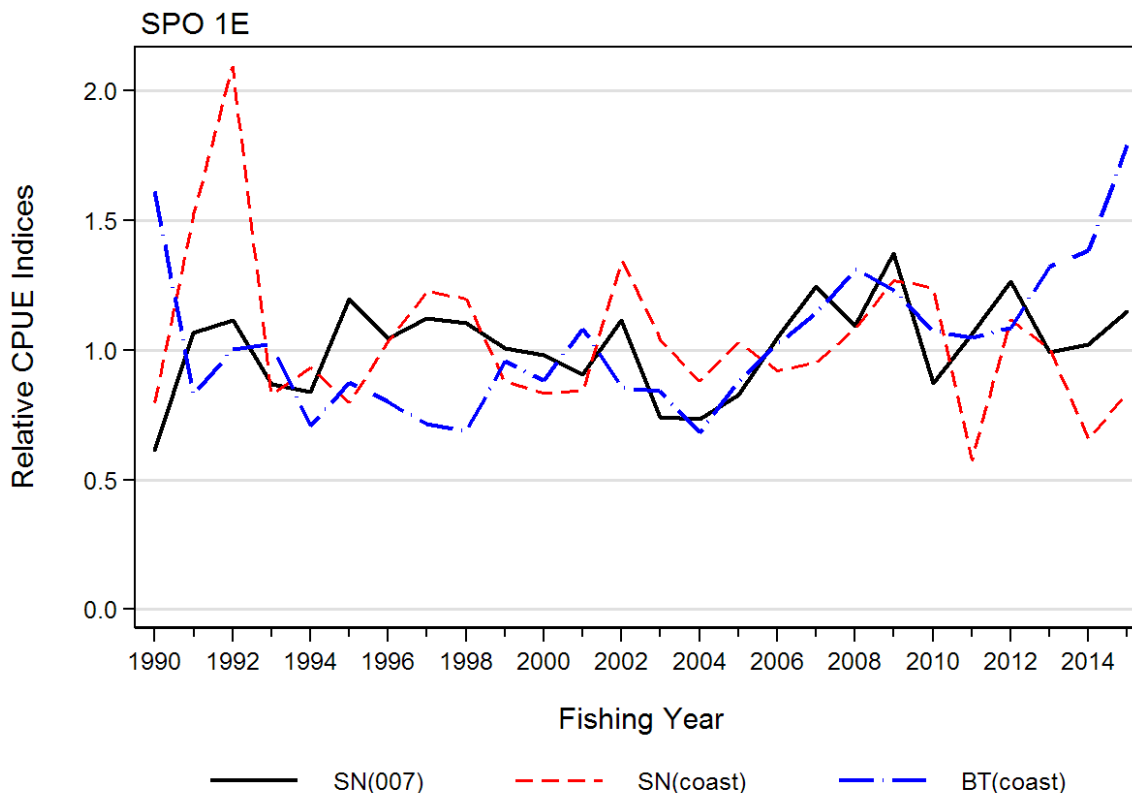 SPO 1E
Relative CPUE Indices
2.0
1.5
1.0
0.5
0.0
1990 1992 1994 1996 1998 2000 2002 2004 2006 2008 2010 2012 2014
Fishing Year
SN(007) SN(coast) BT(coast)